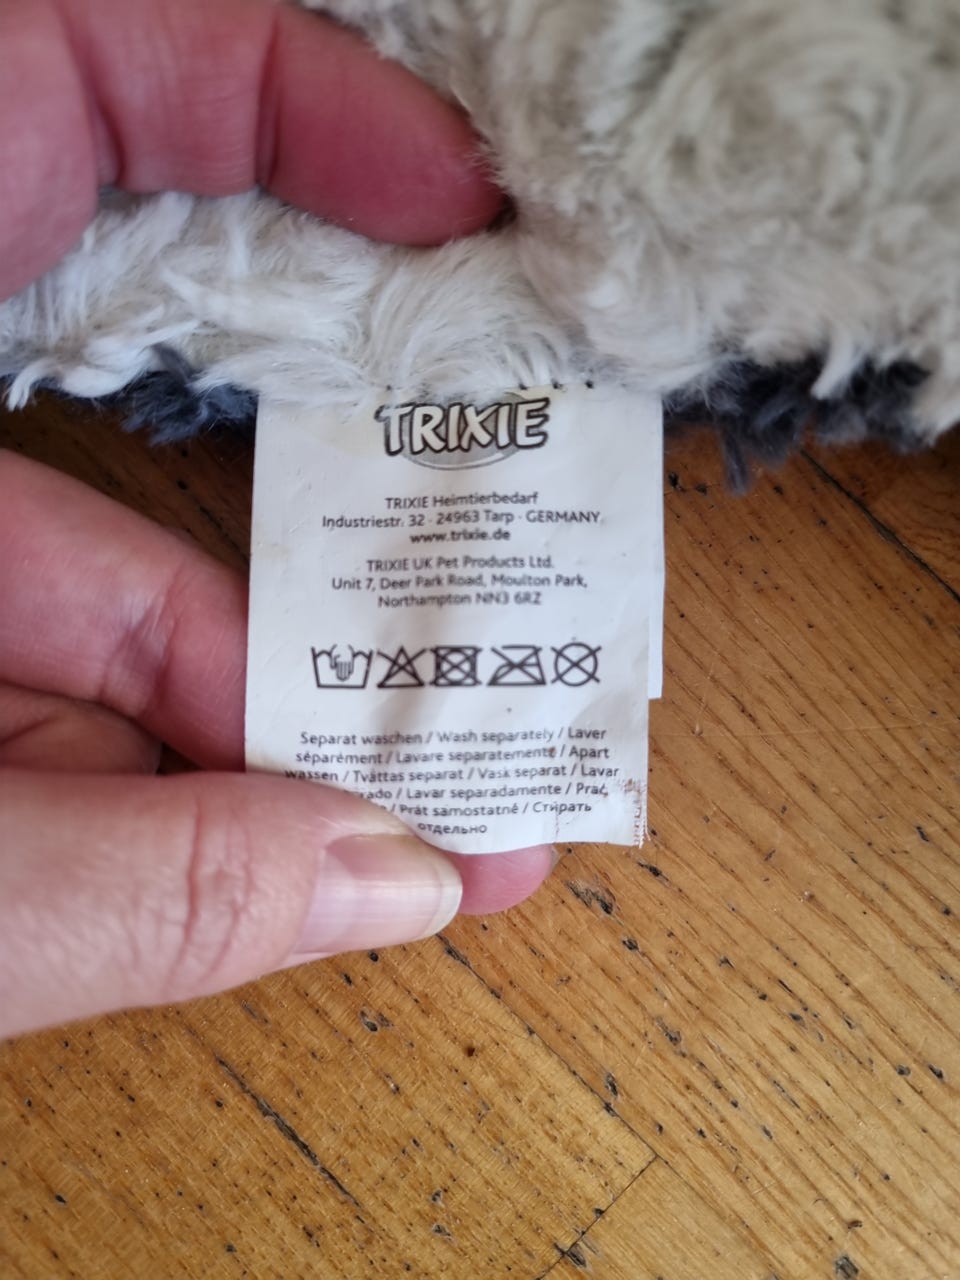 TRIXIE
TRIXIE Heimtierbedarf
Industriestr. 32 · 24963 Tarp · GERMANY
www.trixie.de
TRIXIE UK Pet Products Ltd.
Unit 7, Deer Park Road, Moulton Park,
Northampton NN3 6RZ
Separat waschen / Wash separately / Laver
séparément / Lavare separatamente / Apart
wassen / Tvättas separat / Vask separat / Lavar
/ Lavar separadamente / Prać
/ Prát samostatně / Стирать
отдельно